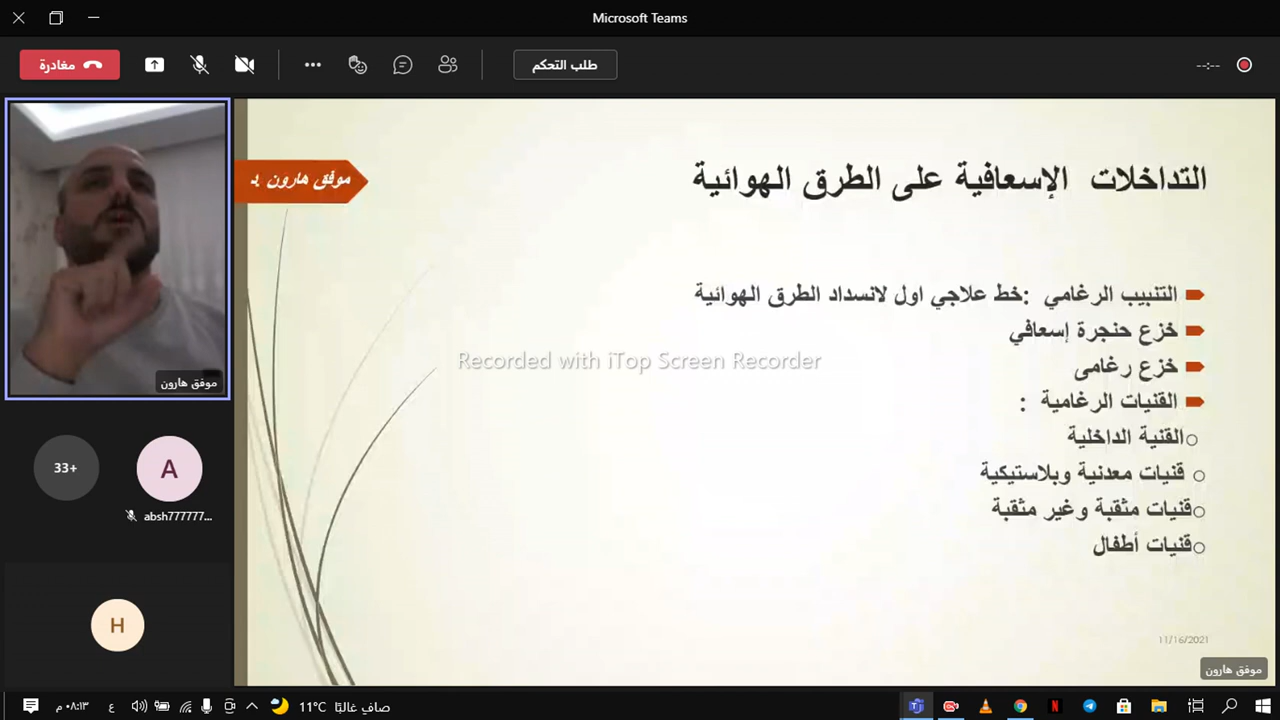 Microsoft Teams
مغادرة
طلب التحكم
--:--
موفق هارون
موفق هارون
التداخلات الإسعافية على الطرق الهوائية
التنبيب الرغامي :خط علاجي اول لانسداد الطرق الهوائية
خزع حنجرة إسعافي
خزع رغامى
القنيات الرغامية :
القنية الداخلية
قنيات معدنية وبلاستيكية
قنيات مثقبة وغير مثقبة
قنيات أطفال
Recorded with iTop Screen Recorder
33+
A
absh777777...
H
11/16/2021
موفق هارون
٠٨:١٣ م
ع
11°C صافي غالبًا